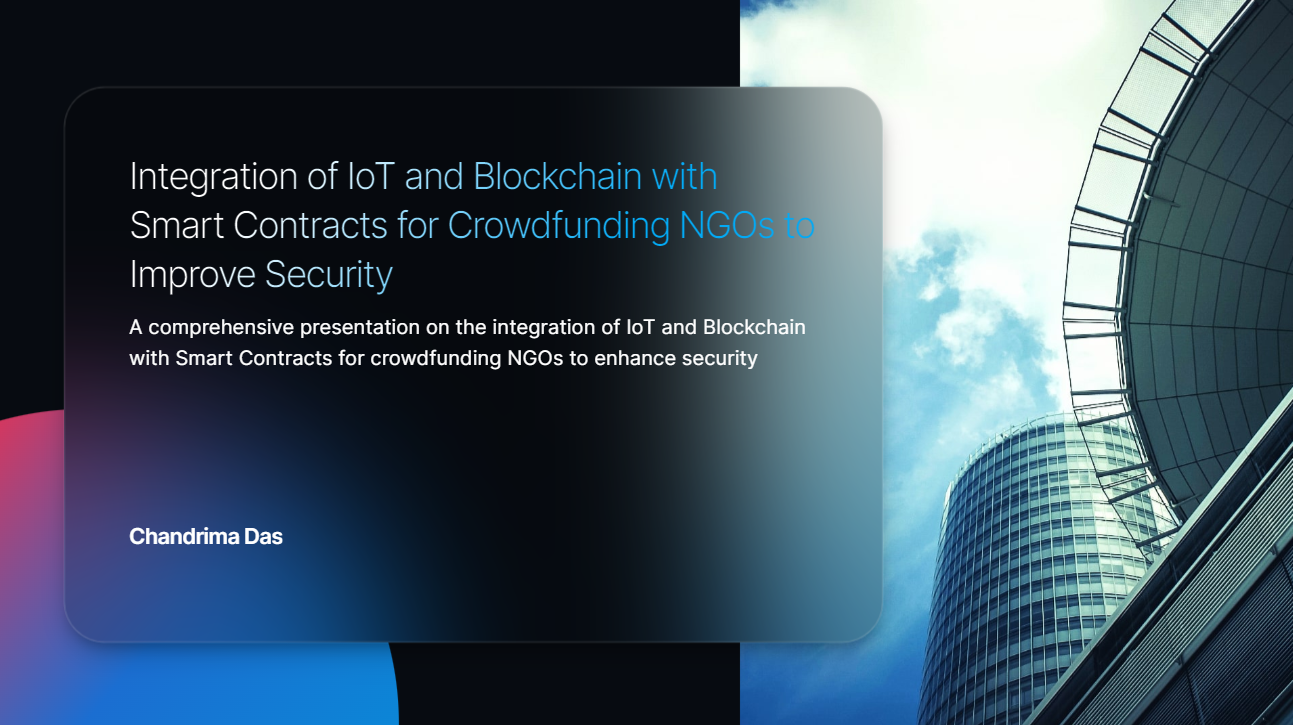 Integration of IoT and Blockchain with
Smart Contracts for Crowdfunding NGOs to
Improve Security
A comprehensive presentation on the integration of IoT and Blockchain
with Smart Contracts for crowdfunding NGOs to enhance security
Chandrima Das